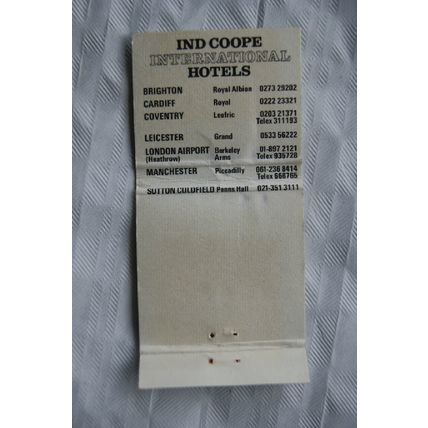 IND COOPE
INTERNATIONAL
HOTELS
BRIGHTON Royal Albion 0273 29202
CARDIFF Royal 0222 23321
COVENTRY Leofric 0203 21371
Telex 311193
LEICESTER Grand 0533 56222
LONDON AIRPORT Berkeley 01-897 2121
(Heathrow) Arms Telex 935728
MANCHESTER Piccadilly 061-236 8414
Telex 668765
SUTTON COLDFIELD Penns Hall 021-351 3111